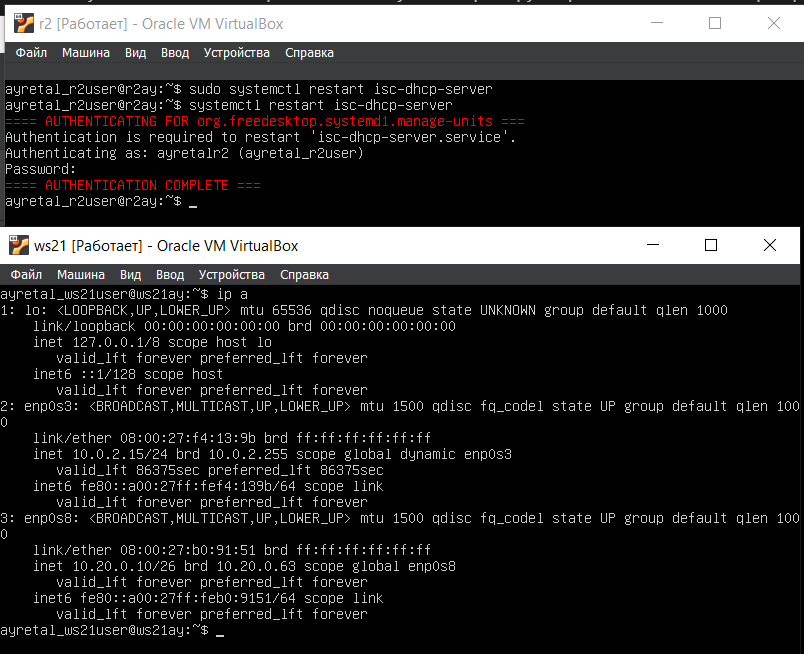 r2 [Работает] - Oracle VM VirtualBox
Файл Машина Вид Ввод Устройства Справка
ayretal_r2user@r2ay:~$ sudo systemctl restart isc-dhcp-server
ayretal_r2user@r2ay:~$ systemctl restart isc-dhcp-server
==== AUTHENTICATING FOR org.freedesktop.systemd1.manage-units ===
Authentication is required to restart 'isc-dhcp-server.service'.
Authenticating as: ayretalr2 (ayretal_r2user)
Password:
==== AUTHENTICATION COMPLETE ===
ayretal_r2user@r2ay:~$ _
ws21 [Работает] - Oracle VM VirtualBox
Файл Машина Вид Ввод Устройства Справка
ayretal_ws21user@ws21ay:~$ ip a
1: lo: <LOOPBACK,UP,LOWER_UP> mtu 65536 qdisc noqueue state UNKNOWN group default qlen 1000
    link/loopback 00:00:00:00:00:00 brd 00:00:00:00:00:00
    inet 127.0.0.1/8 scope host lo
       valid_lft forever preferred_lft forever
    inet6 ::1/128 scope host
       valid_lft forever preferred_lft forever
2: enp0s3: <BROADCAST,MULTICAST,UP,LOWER_UP> mtu 1500 qdisc fq_codel state UP group default qlen 100
0
    link/ether 08:00:27:f4:13:9b brd ff:ff:ff:ff:ff:ff
    inet 10.0.2.15/24 brd 10.0.2.255 scope global dynamic enp0s3
       valid_lft 86375sec preferred_lft 86375sec
    inet6 fe80::a00:27ff:fef4:139b/64 scope link
       valid_lft forever preferred_lft forever
3: enp0s8: <BROADCAST,MULTICAST,UP,LOWER_UP> mtu 1500 qdisc fq_codel state UP group default qlen 100
0
    link/ether 08:00:27:b0:91:51 brd ff:ff:ff:ff:ff:ff
    inet 10.20.0.10/26 brd 10.20.0.63 scope global enp0s8
       valid_lft forever preferred_lft forever
    inet6 fe80::a00:27ff:feb0:9151/64 scope link
       valid_lft forever preferred_lft forever
ayretal_ws21user@ws21ay:~$ _